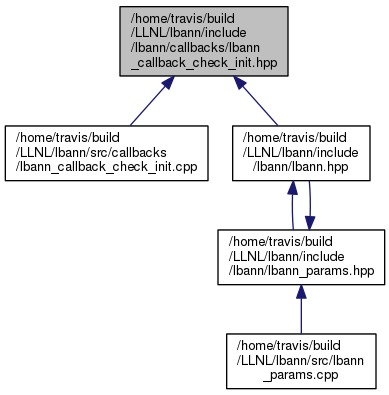 /home/travis/build
/LLNL/lbann/include
/lbann/callbacks/lbann
_callback_check_init.hpp
/home/travis/build
/LLNL/lbann/src/callbacks
/lbann_callback_check_init.cpp
/home/travis/build
/LLNL/lbann/include
/lbann/lbann.hpp
/home/travis/build
/LLNL/lbann/include
/lbann/lbann_params.hpp
/home/travis/build
/LLNL/lbann/src/lbann
_params.cpp